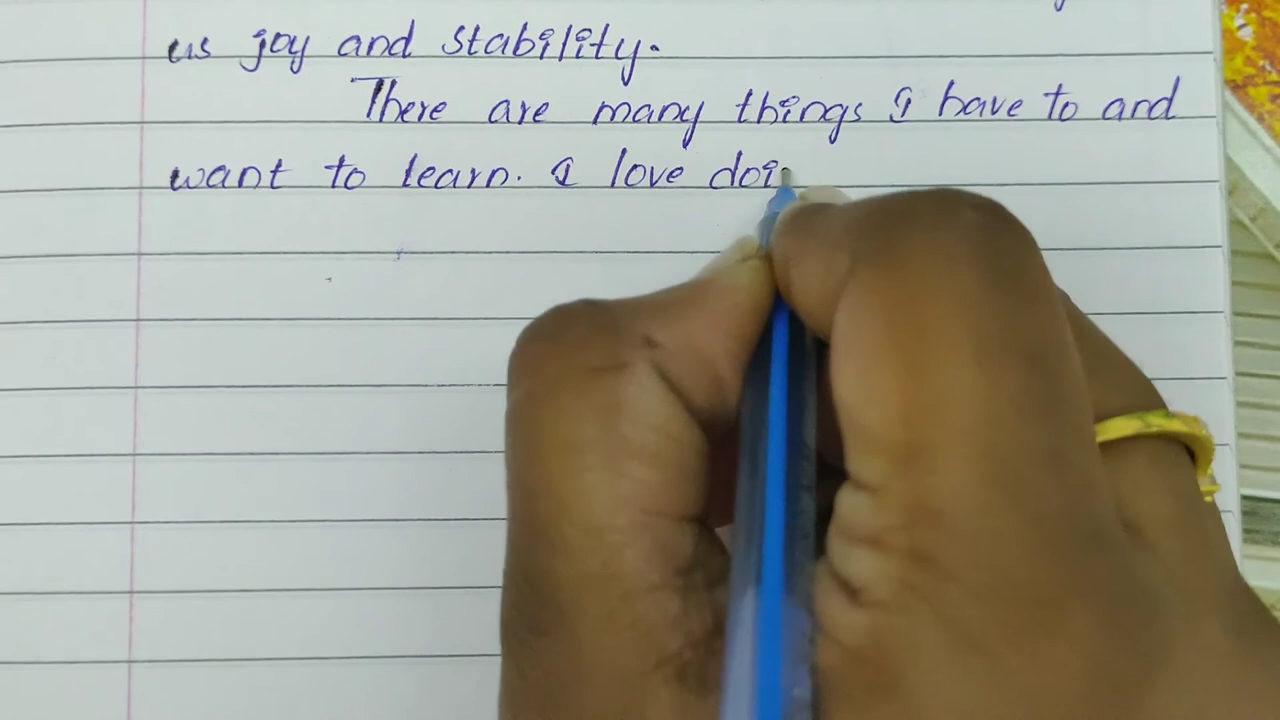 us joy and stability.
There are many things I have to and
want to learn. I love doi